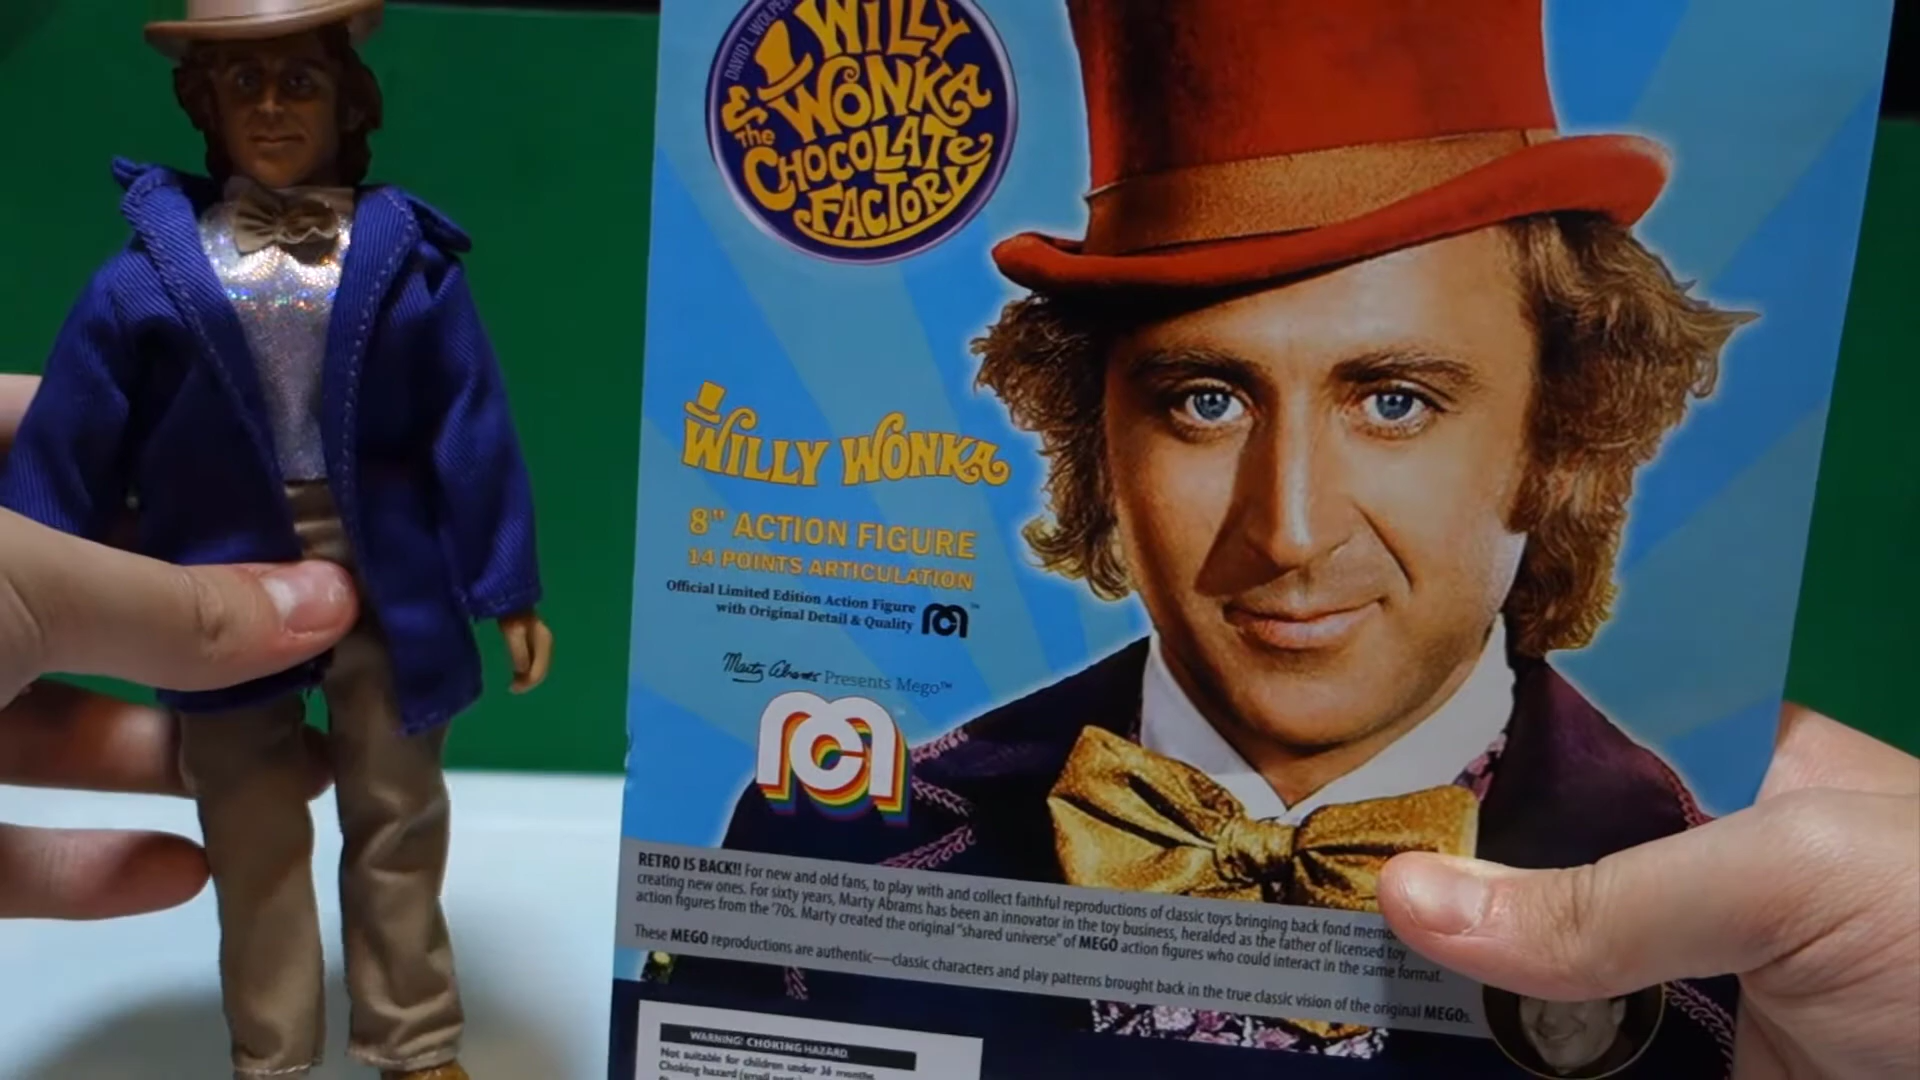 DAVID L. WOLPER
WILLY
WONKA
& The
CHOCOLATE
FACTORY
WILLY WONKA
8" ACTION FIGURE
14 POINTS ARTICULATION
Official Limited Edition Action Figure
with Original Detail & Quality
Marty Abrams Presents Mego™
RETRO IS BACK!! For new and old fans, to play with and collect faithful reproductions of classic toys bringing back fond
creating new ones. For sixty years, Marty Abrams has been an innovator in the toy business, heralded as the father of licensed toy
action figures from the '70s. Marty created the original "shared universe" of MEGO action figures who could interact in the same format.
These MEGO reproductions are authentic—classic characters and play patterns brought back in the true classic vision of the original MEGOs.
WARNING: CHOKING HAZARD
Not suitable for children under 36 months.
Choking hazard (small